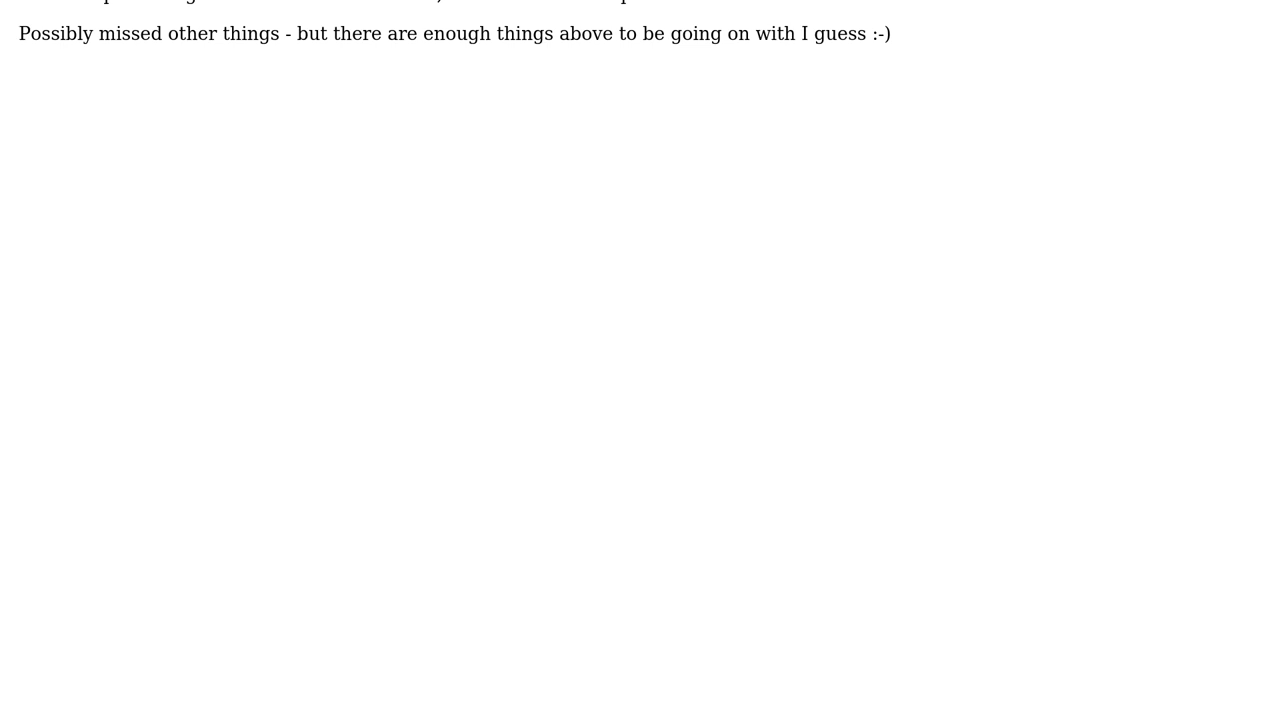 Possibly missed other things - but there are enough things above to be going on with I guess :-)